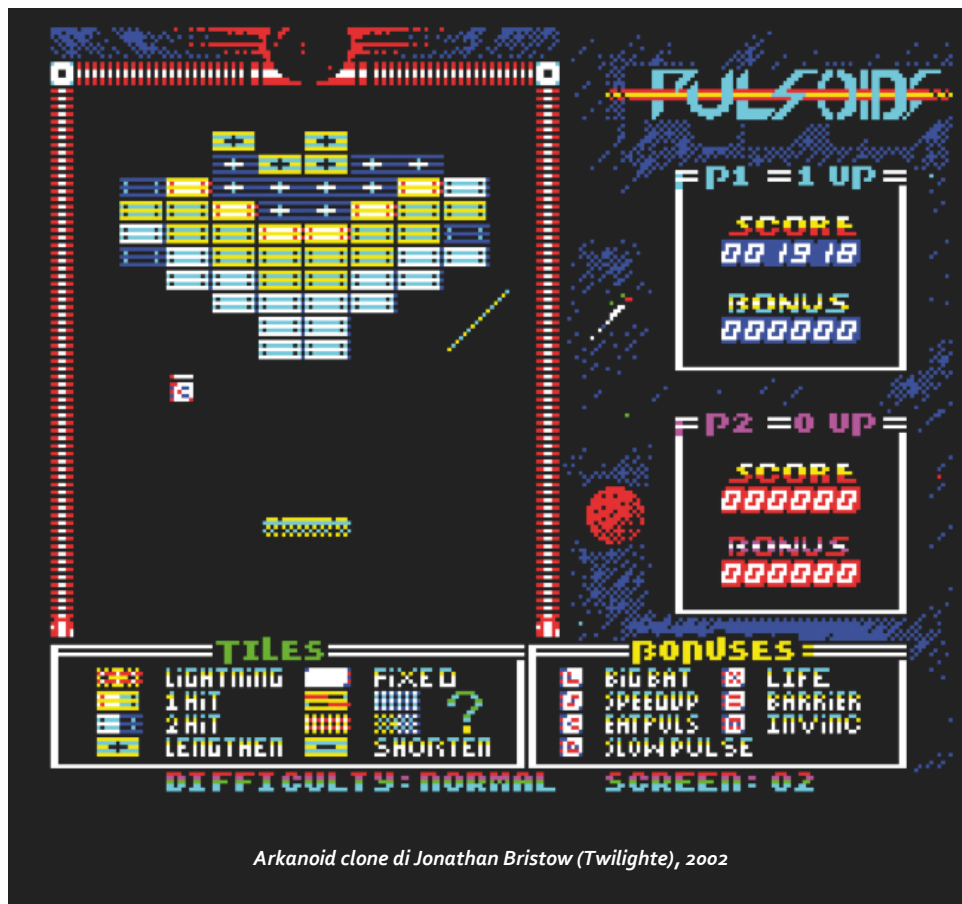 PULSOIDS
P1 =1 UP
SCORE
001918
BONUS
000000
P2 =0 UP
SCORE
000000
BONUS
000000
TILES
LiGHTNiNG
FiXED
1 HiT
2 HiT
?
LENGTHEN
SHORTEN
BONUSES
BiG BAT
LiFE
SPEEDUP
BARRiER
EATPULS
iNViNC
SLOW PULSE
DIFFICULTY: NORMAL SCREEN: 02
Arkanoid clone di Jonathan Bristow (Twilighte), 2002